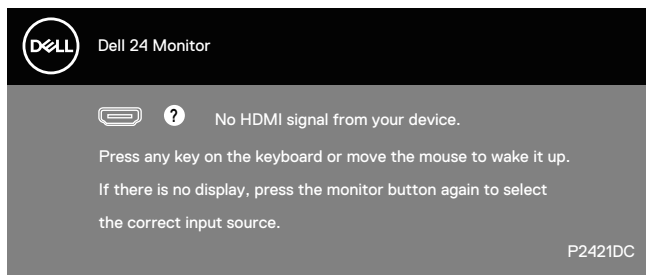 DELL
Dell 24 Monitor
? No HDMI signal from your device.
Press any key on the keyboard or move the mouse to wake it up.
If there is no display, press the monitor button again to select
the correct input source.
P2421DC